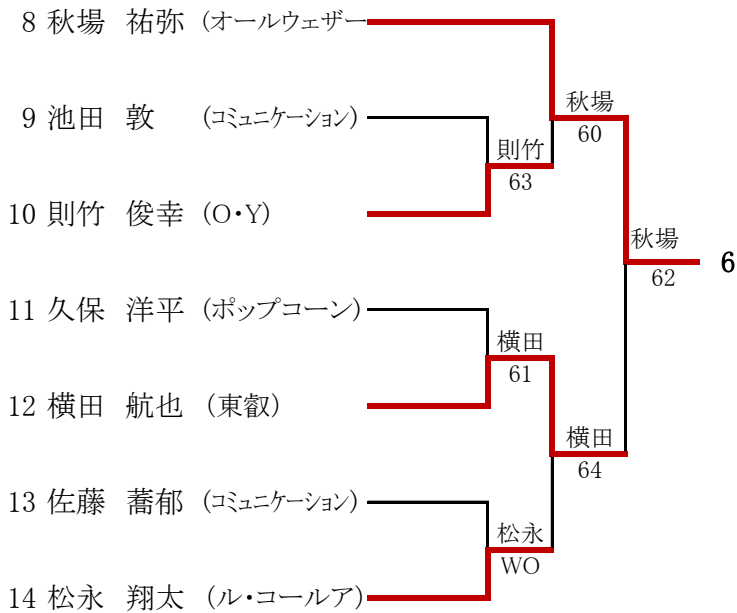 8 秋場 祐弥 (オールウェザー
秋場
9 池田 敦 (コミュニケーション)
60
則竹
63
10 則竹 俊幸 (O・Y)
秋場
6
62
11 久保 洋平 (ポップコーン)
横田
61
12 横田 航也 (東叡)
横田
64
13 佐藤 蕃郁 (コミュニケーション)
松永
WO
14 松永 翔太 (ル・コールア)